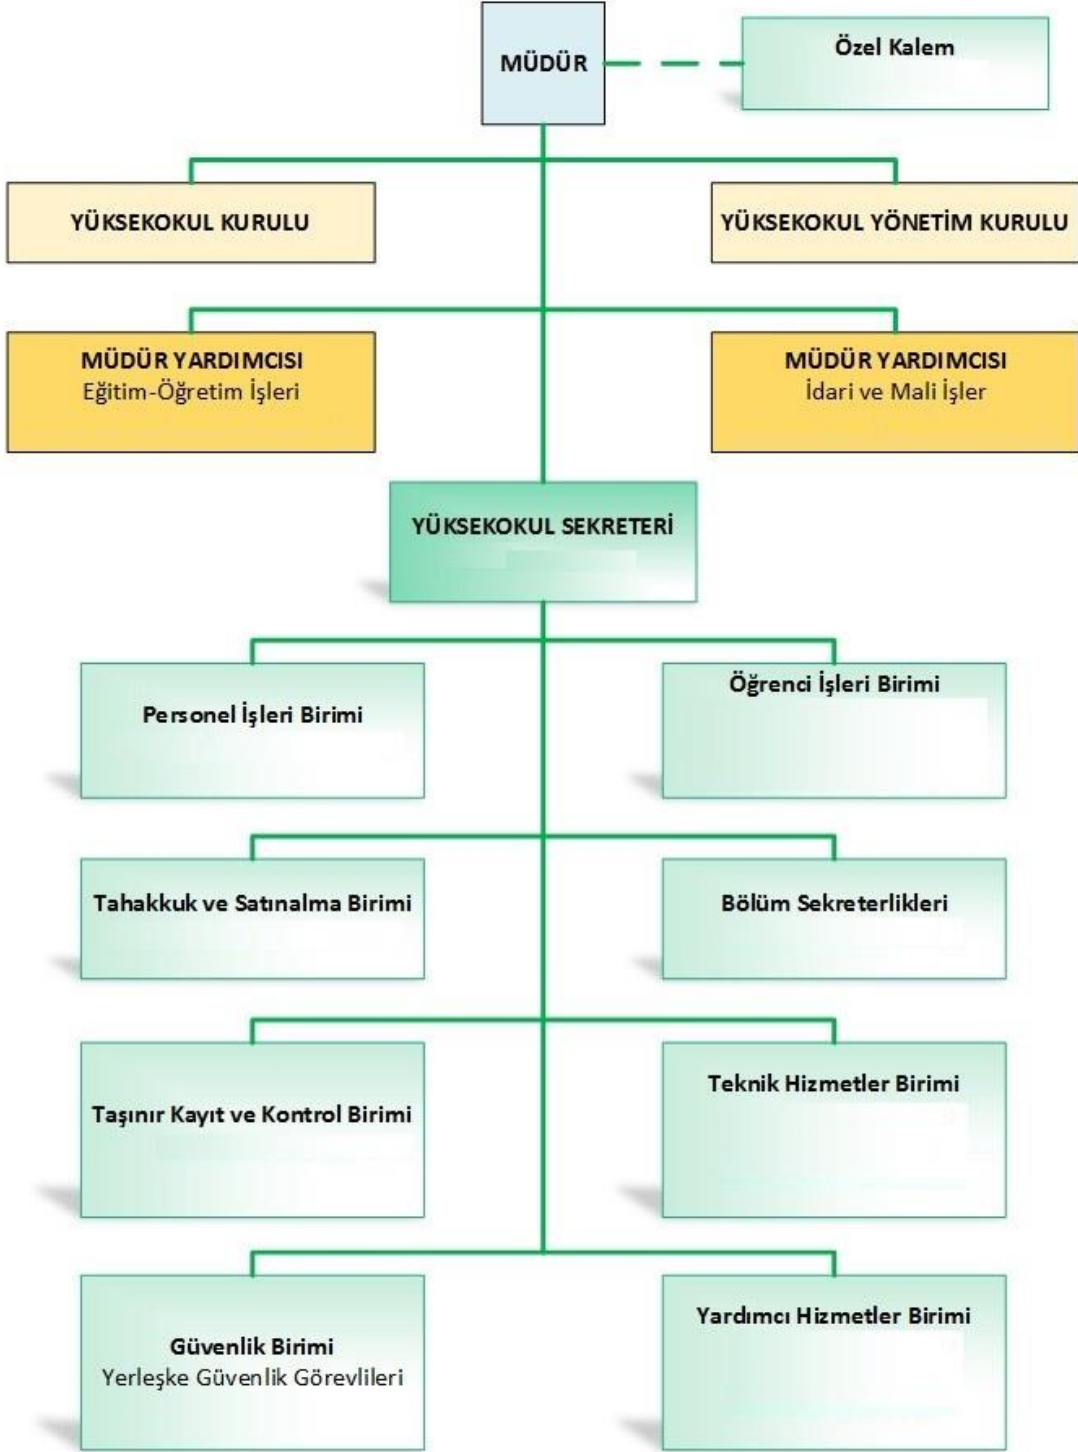 MÜDÜR
Özel Kalem
YÜKSEKOKUL KURULU
YÜKSEKOKUL YÖNETİM KURULU
MÜDÜR YARDIMCISI
Eğitim-Öğretim İşleri
MÜDÜR YARDIMCISI
İdari ve Mali İşler
YÜKSEKOKUL SEKRETERİ
Personel İşleri Birimi
Öğrenci İşleri Birimi
Tahakkuk ve Satınalma Birimi
Bölüm Sekreterlikleri
Taşınır Kayıt ve Kontrol Birimi
Teknik Hizmetler Birimi
Güvenlik Birimi
Yerleşke Güvenlik Görevlileri
Yardımcı Hizmetler Birimi